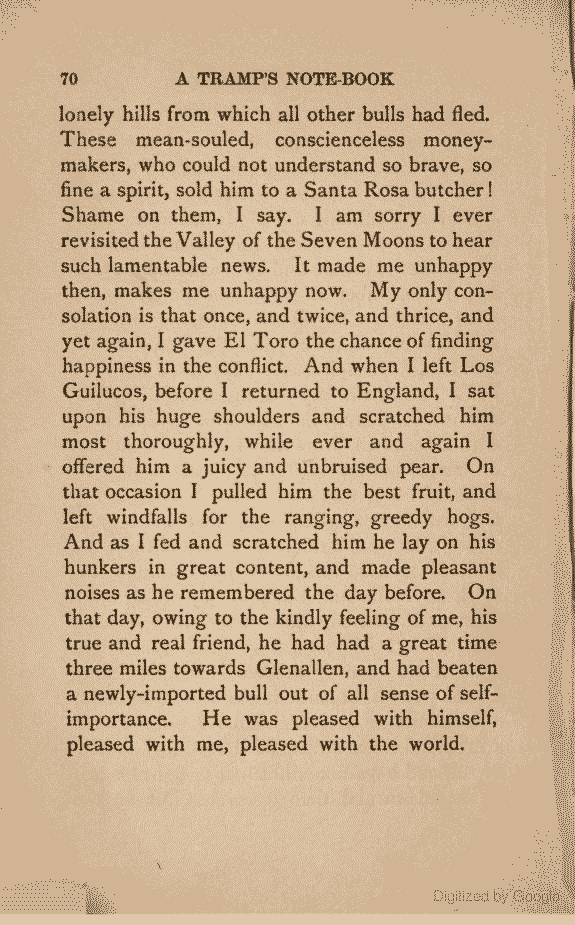 70 A TRAMP'S NOTE-BOOK
lonely hills from which all other bulls had fled.
These mean-souled, conscienceless money-
makers, who could not understand so brave, so
fine a spirit, sold him to a Santa Rosa butcher!
Shame on them, I say. I am sorry I ever
revisited the Valley of the Seven Moons to hear
such lamentable news. It made me unhappy
then, makes me unhappy now. My only con-
solation is that once, and twice, and thrice, and
yet again, I gave El Toro the chance of finding
happiness in the conflict. And when I left Los
Guilucos, before I returned to England, I sat
upon his huge shoulders and scratched him
most thoroughly, while ever and again I
offered him a juicy and unbruised pear. On
that occasion I pulled him the best fruit, and
left windfalls for the ranging, greedy hogs.
And as I fed and scratched him he lay on his
hunkers in great content, and made pleasant
noises as he remembered the day before. On
that day, owing to the kindly feeling of me, his
true and real friend, he had had a great time
three miles towards Glenallen, and had beaten
a newly-imported bull out of all sense of self-
importance. He was pleased with himself,
pleased with me, pleased with the world.
Digitized by Google